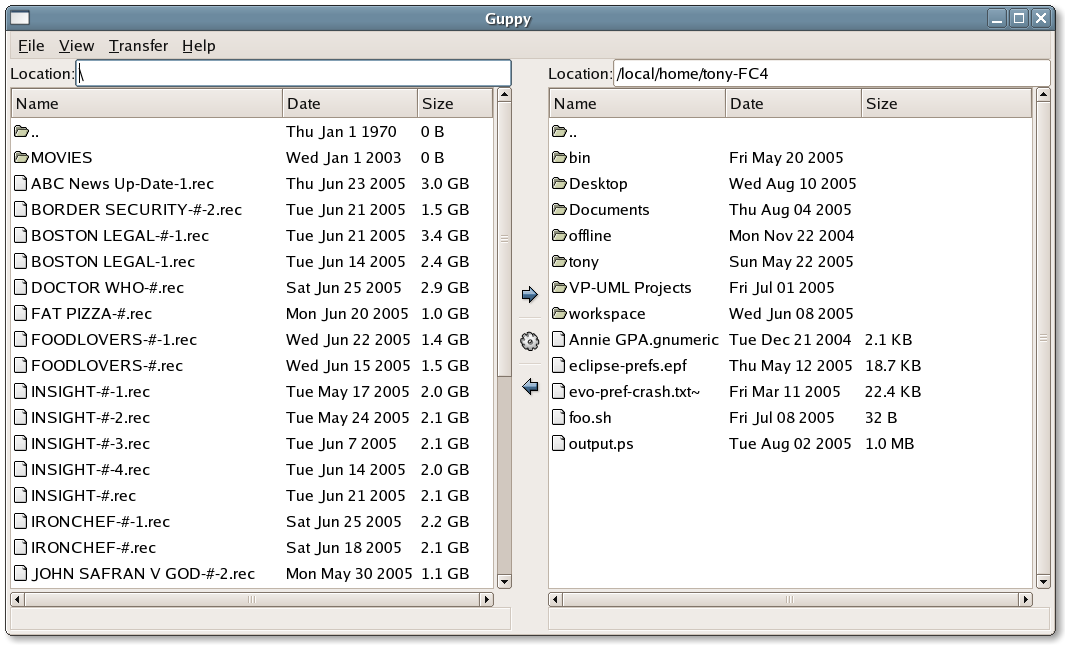 Guppy
File View Transfer Help
Location: \
Name Date Size
.. Thu Jan 1 1970 0 B
MOVIES Wed Jan 1 2003 0 B
ABC News Up-Date-1.rec Thu Jun 23 2005 3.0 GB
BORDER SECURITY-#-2.rec Tue Jun 21 2005 1.5 GB
BOSTON LEGAL-#-1.rec Tue Jun 21 2005 3.4 GB
BOSTON LEGAL-1.rec Tue Jun 14 2005 2.4 GB
DOCTOR WHO-#.rec Sat Jun 25 2005 2.9 GB
FAT PIZZA-#.rec Mon Jun 20 2005 1.0 GB
FOODLOVERS-#-1.rec Wed Jun 22 2005 1.4 GB
FOODLOVERS-#.rec Wed Jun 15 2005 1.5 GB
INSIGHT-#-1.rec Tue May 17 2005 2.0 GB
INSIGHT-#-2.rec Tue May 24 2005 2.1 GB
INSIGHT-#-3.rec Tue Jun 7 2005 2.1 GB
INSIGHT-#-4.rec Tue Jun 14 2005 2.0 GB
INSIGHT-#.rec Tue Jun 21 2005 2.1 GB
IRONCHEF-#-1.rec Sat Jun 25 2005 2.2 GB
IRONCHEF-#.rec Sat Jun 18 2005 2.1 GB
JOHN SAFRAN V GOD-#-2.rec Mon May 30 2005 1.1 GB
Location: /local/home/tony-FC4
Name Date Size
..
bin Fri May 20 2005
Desktop Wed Aug 10 2005
Documents Thu Aug 04 2005
offline Mon Nov 22 2004
tony Sun May 22 2005
VP-UML Projects Fri Jul 01 2005
workspace Wed Jun 08 2005
Annie GPA.gnumeric Tue Dec 21 2004 2.1 KB
eclipse-prefs.epf Thu May 12 2005 18.7 KB
evo-pref-crash.txt~ Fri Mar 11 2005 22.4 KB
foo.sh Fri Jul 08 2005 32 B
output.ps Tue Aug 02 2005 1.0 MB